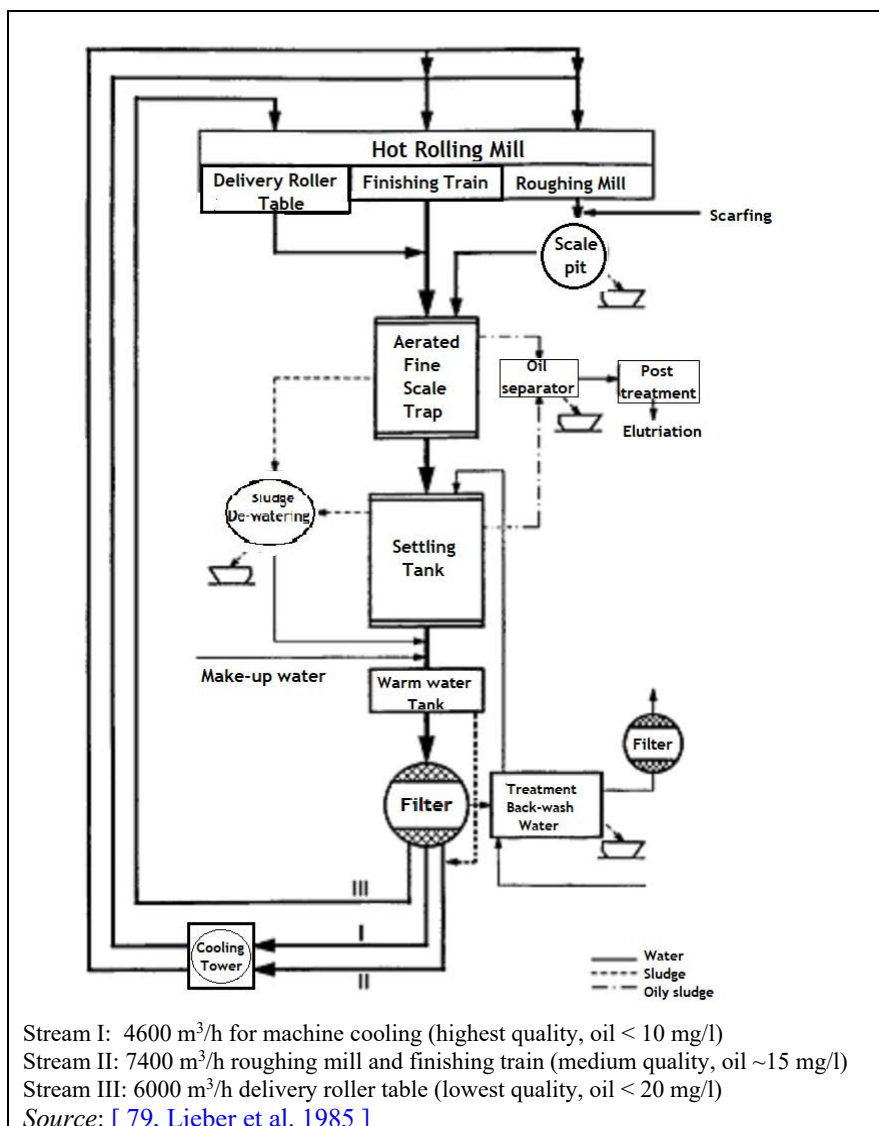 Hot Rolling Mill
Delivery Roller
Table
Finishing Train
Roughing Mill
Scarfing
Scale
pit
Aerated
Fine
Scale
Trap
Oil
separator
Post
treatment
Elutriation
Sludge
De-watering
Settling
Tank
Make-up water
Warm water
Tank
Filter
Filter
Treatment
Back-wash
Water
III
I
II
Cooling
Tower
Water
Sludge
Oily sludge
Stream I: 4600 m³/h for machine cooling (highest quality, oil < 10 mg/l)
Stream II: 7400 m³/h roughing mill and finishing train (medium quality, oil ~15 mg/l)
Stream III: 6000 m³/h delivery roller table (lowest quality, oil < 20 mg/l)
Source: [ 79, Lieber et al. 1985 ]